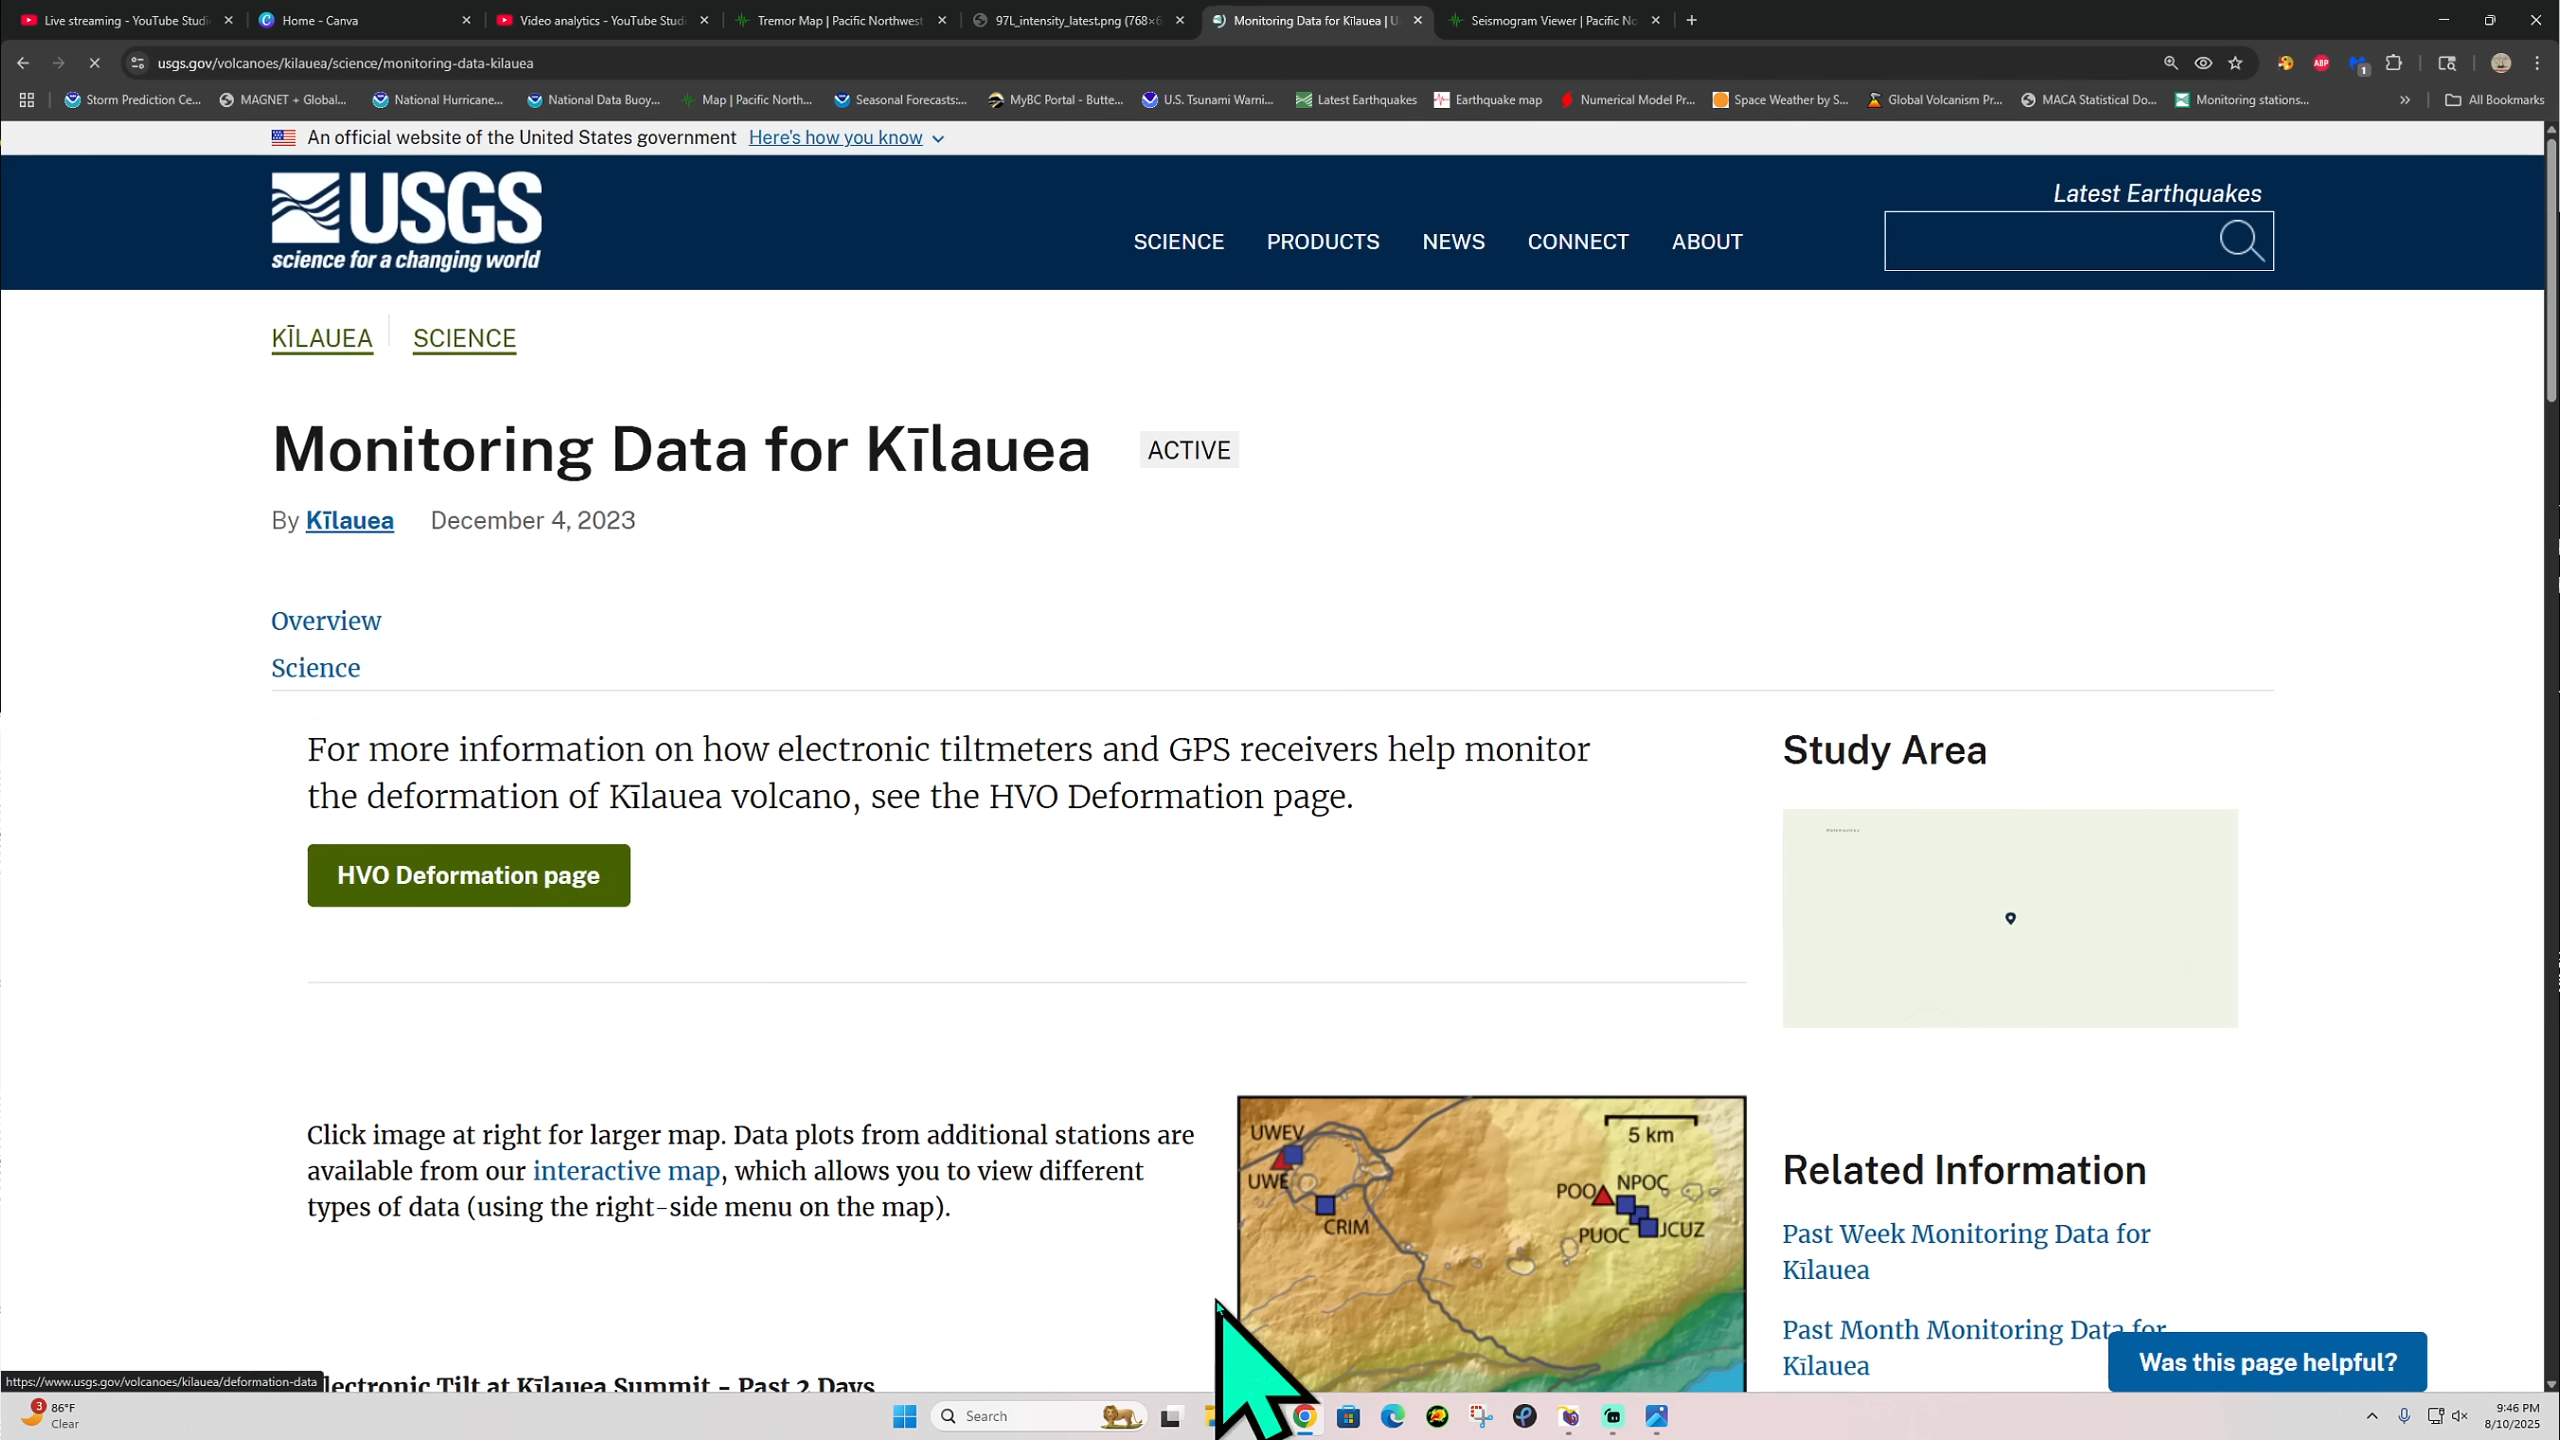 Live streaming - YouTube Studi
Home - Canva
Video analytics - YouTube Studi
Tremor Map | Pacific Northwest
97L_intensity_latest.png (768×6
Monitoring Data for Kīlauea | U
Seismogram Viewer | Pacific No
usgs.gov/volcanoes/kilauea/science/monitoring-data-kilauea
ABP
1
Storm Prediction Ce...
MAGNET + Global...
National Hurricane...
National Data Buoy...
Map | Pacific North...
Seasonal Forecasts:...
MyBC Portal - Butte...
U.S. Tsunami Warni...
Latest Earthquakes
Earthquake map
Numerical Model Pr...
Space Weather by S...
Global Volcanism Pr...
MACA Statistical Do...
Monitoring stations...
All Bookmarks
An official website of the United States government Here's how you know
USGS
science for a changing world
SCIENCE PRODUCTS NEWS CONNECT ABOUT
Latest Earthquakes
KĪLAUEA
SCIENCE
Monitoring Data for Kīlauea
ACTIVE
By Kīlauea December 4, 2023
Overview
Science
For more information on how electronic tiltmeters and GPS receivers help monitor
the deformation of Kīlauea volcano, see the HVO Deformation page.
HVO Deformation page
Study Area
Click image at right for larger map. Data plots from additional stations are
available from our interactive map, which allows you to view different
types of data (using the right-side menu on the map).
UWEV
UWE
CRIM
5 km
POO
NPOC
PUOC
JCUZ
Related Information
Past Week Monitoring Data for
Kīlauea
Past Month Monitoring Data for
Kīlauea
Was this page helpful?
https://www.usgs.gov/volcanoes/kilauea/deformation-data
lectronic Tilt at Kīlauea Summit - Past 2 Days
3
86°F
Clear
Search
9:46 PM
8/10/2025